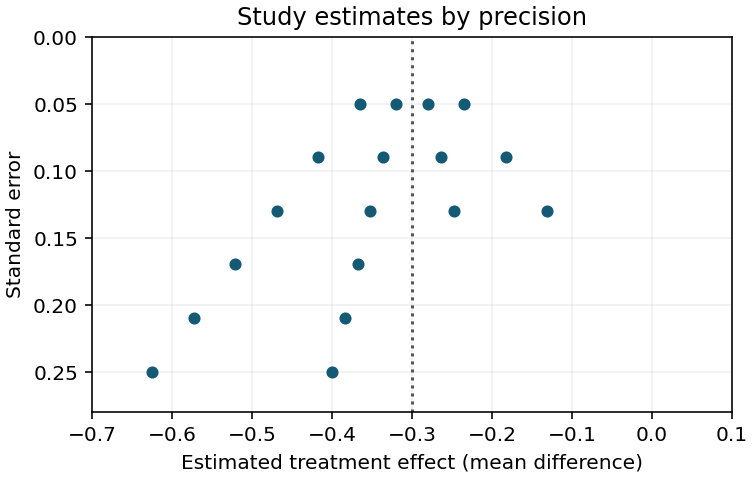 Study estimates by precision
0.00
0.05
0.10
0.15
0.20
0.25
Standard error
−0.7 −0.6 −0.5 −0.4 −0.3 −0.2 −0.1 0.0 0.1
Estimated treatment effect (mean difference)